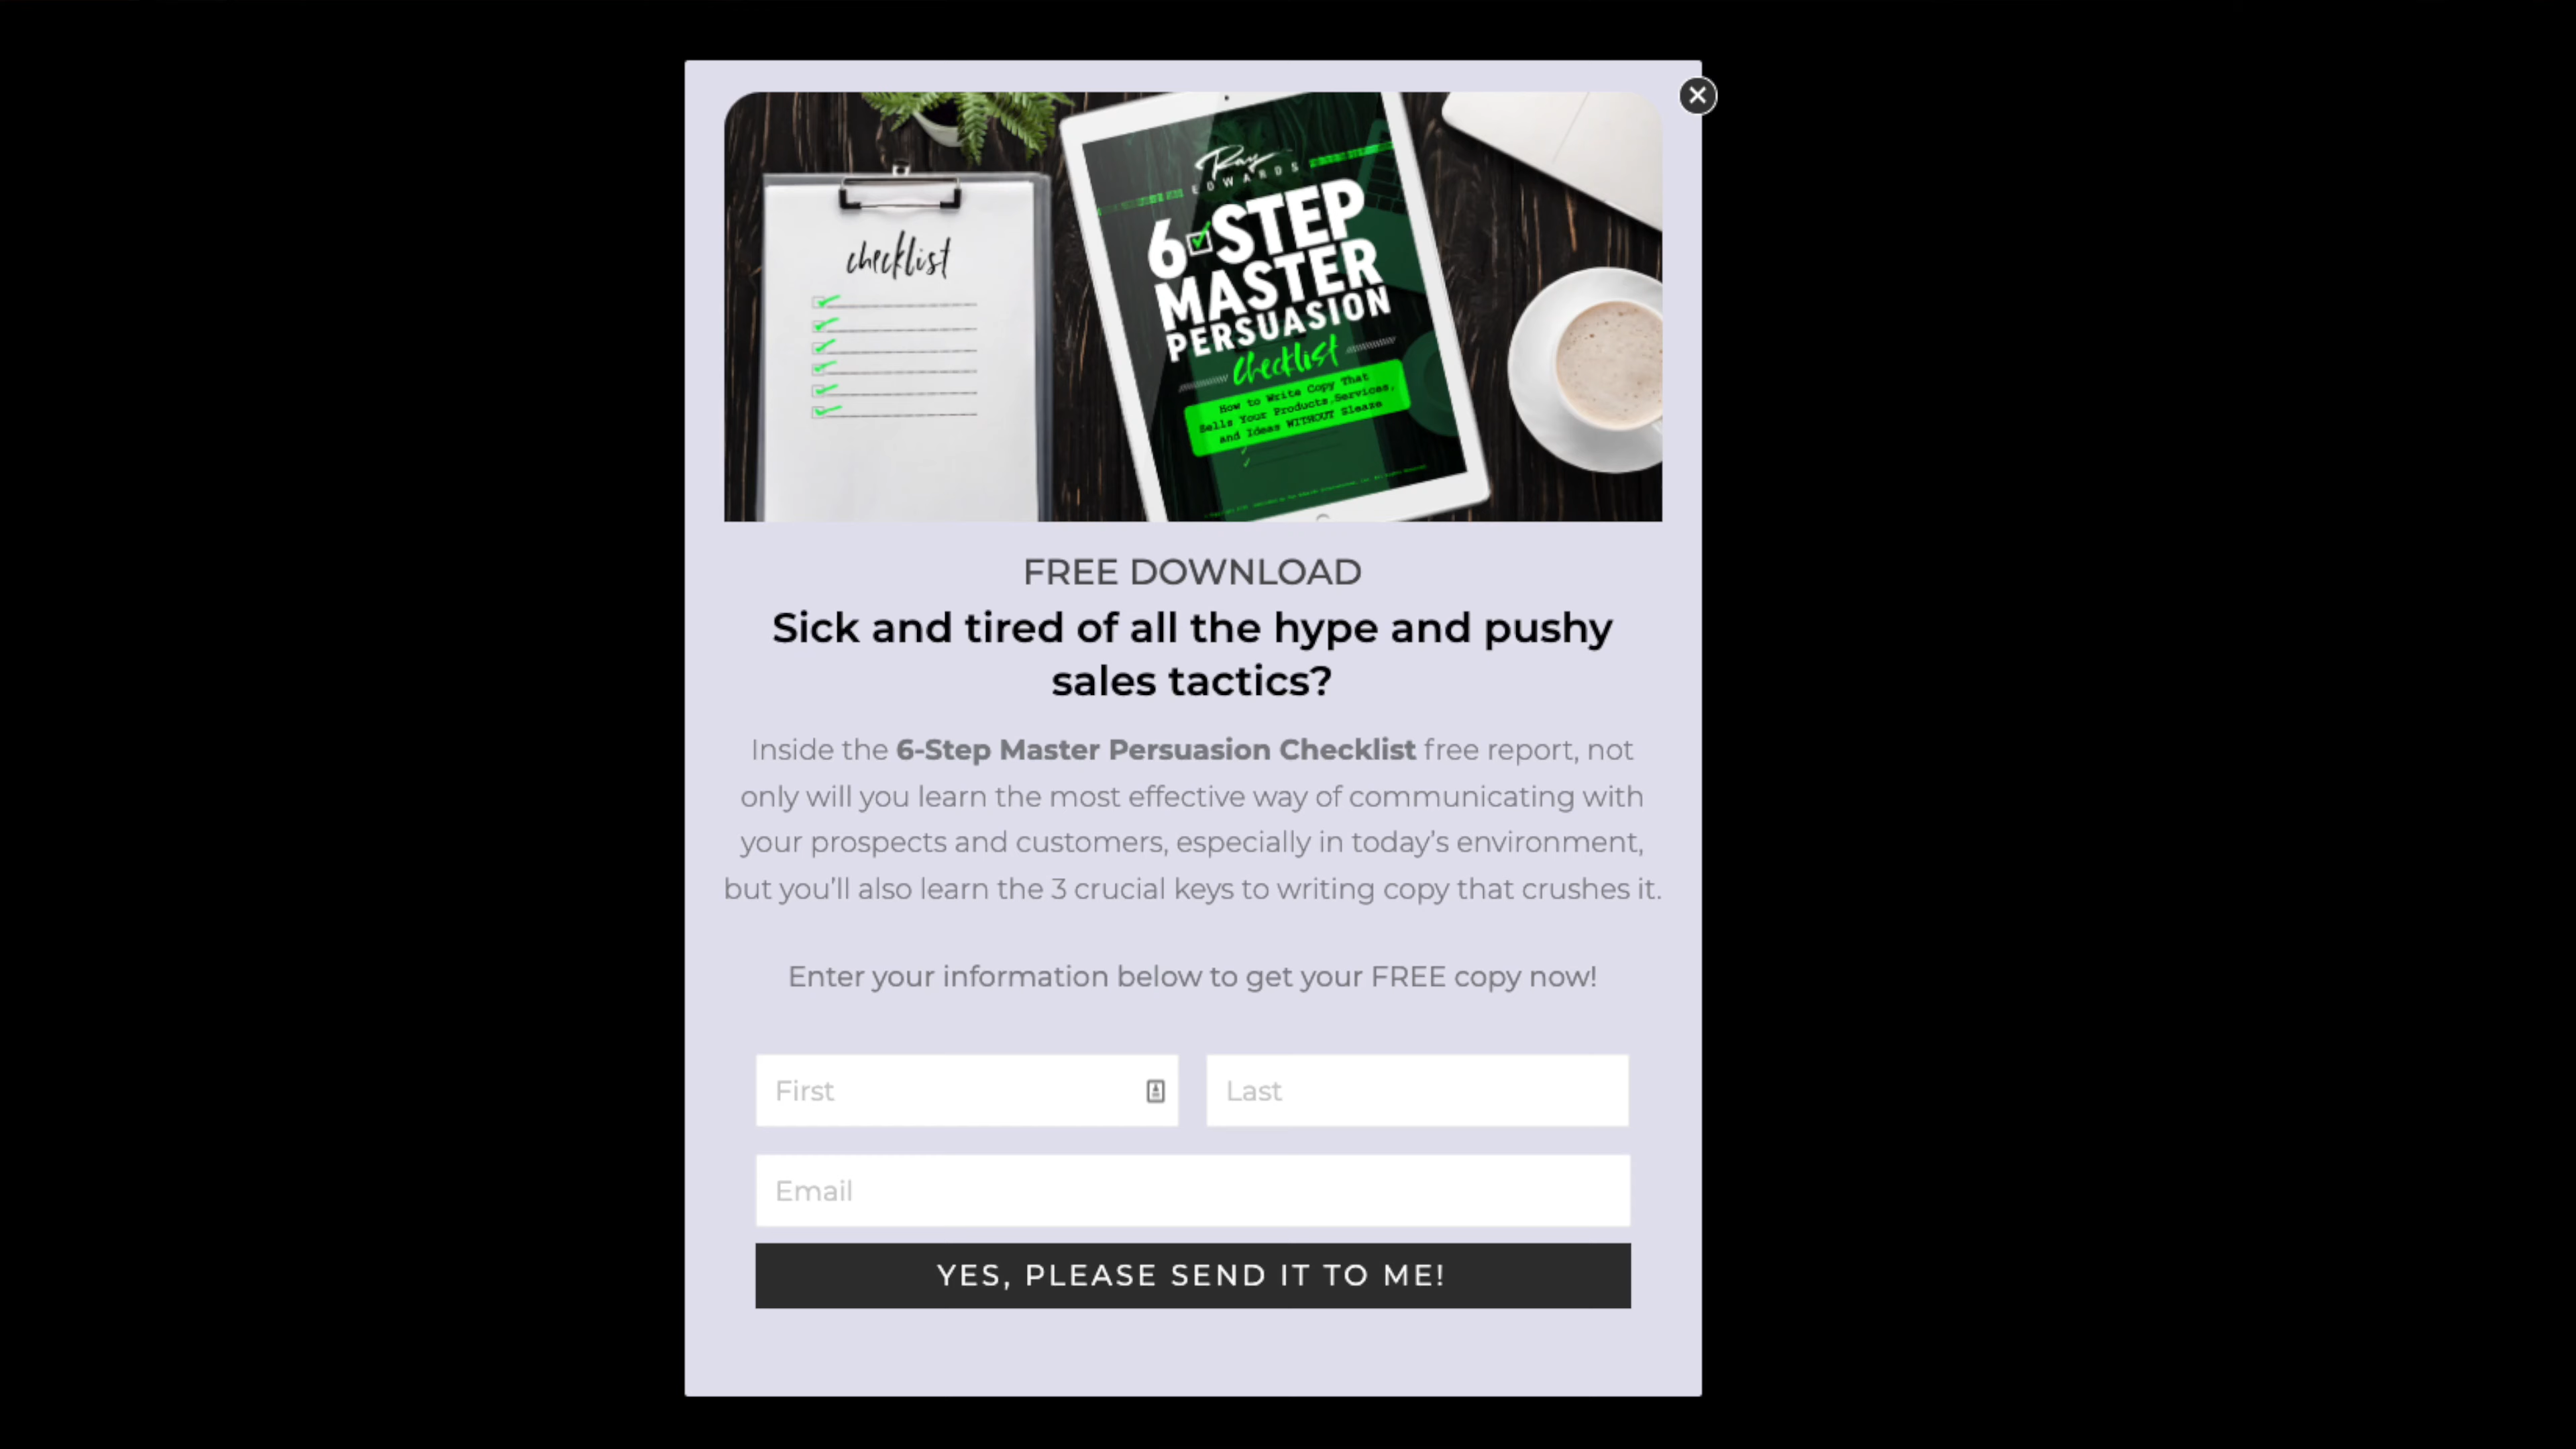 checklist
Ray
EDWARDS
6 STEP
MASTER
PERSUASION
checklist
How to Write Copy That
Sells Your Products, Services,
and Ideas WITHOUT Sleaze
FREE DOWNLOAD
Sick and tired of all the hype and pushy
sales tactics?
Inside the 6-Step Master Persuasion Checklist free report, not
only will you learn the most effective way of communicating with
your prospects and customers, especially in today’s environment,
but you’ll also learn the 3 crucial keys to writing copy that crushes it.
Enter your information below to get your FREE copy now!
First
Last
Email
YES, PLEASE SEND IT TO ME!